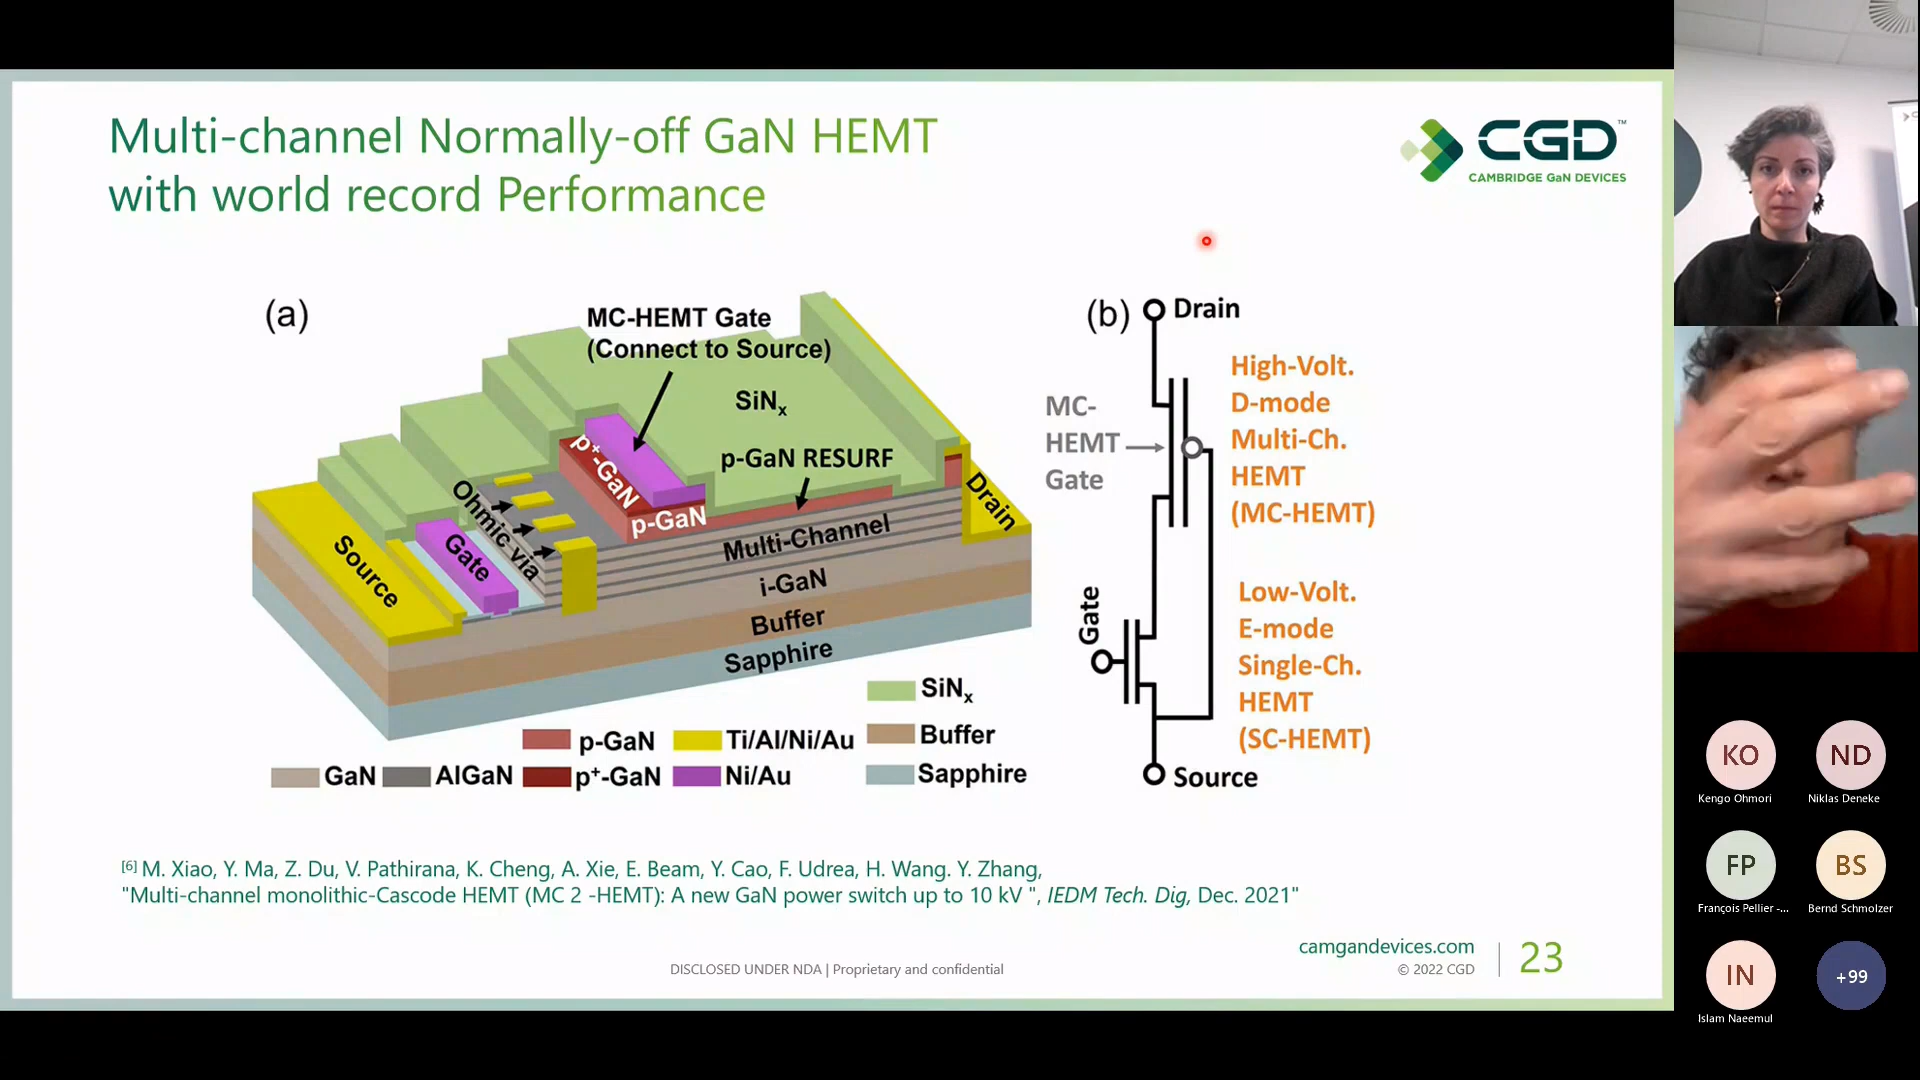 Multi-channel Normally-off GaN HEMT
with world record Performance
CGD™
CAMBRIDGE GaN DEVICES
(a)
MC-HEMT Gate
(Connect to Source)
SiNx
p-GaN RESURF
p⁺-GaN
p-GaN
Ohmic via
Gate
Source
Drain
Multi-Channel
i-GaN
Buffer
Sapphire
SiNx
p-GaN
Ti/Al/Ni/Au
Buffer
GaN
AlGaN
p⁺-GaN
Ni/Au
Sapphire
(b)
Drain
High-Volt.
D-mode
Multi-Ch.
HEMT
(MC-HEMT)
MC-
HEMT
Gate
Gate
Low-Volt.
E-mode
Single-Ch.
HEMT
(SC-HEMT)
Source
[6] M. Xiao, Y. Ma, Z. Du, V. Pathirana, K. Cheng, A. Xie, E. Beam, Y. Cao, F. Udrea, H. Wang. Y. Zhang,
"Multi-channel monolithic-Cascode HEMT (MC 2 -HEMT): A new GaN power switch up to 10 kV ", IEDM Tech. Dig, Dec. 2021"
DISCLOSED UNDER NDA | Proprietary and confidential
camgandevices.com
© 2022 CGD
23
KO
Kengo Ohmori
ND
Niklas Deneke
FP
François Pellier -...
BS
Bernd Schmolzer
IN
Islam Naeemul
+99